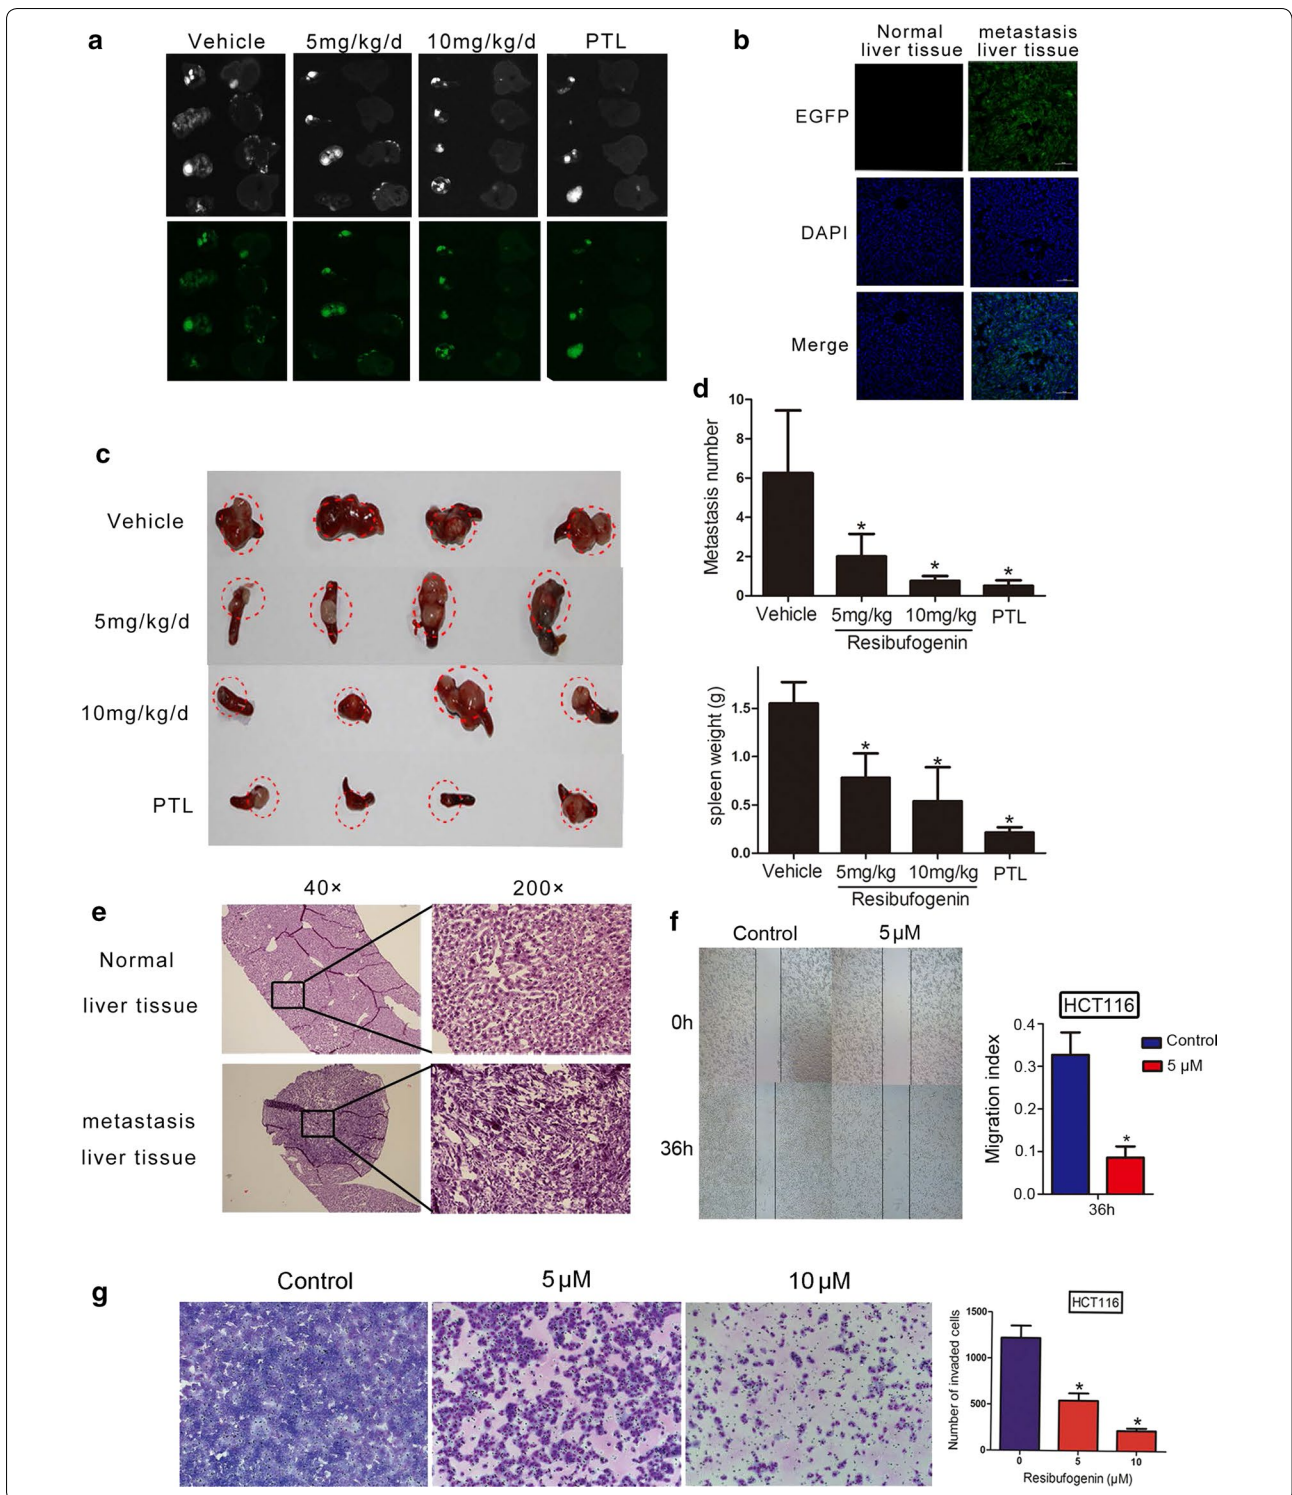 a
Vehicle 5mg/kg/d 10mg/kg/d PTL
b
Normal liver tissue
metastasis liver tissue
EGFP
DAPI
Merge
c
Vehicle
5mg/kg/d
10mg/kg/d
PTL
d
Metastasis number
10
8
6
4
2
0
Vehicle 5mg/kg 10mg/kg PTL
Resibufogenin
* * *
spleen weight (g)
1.5
1.0
0.5
0.0
Vehicle 5mg/kg 10mg/kg PTL
Resibufogenin
* * *
e
40× 200×
Normal
liver tissue
metastasis
liver tissue
f
Control 5 µM
0h
36h
HCT116
Migration index
0.4
0.3
0.2
0.1
0.0
36h
*
Control
5 µM
g
Control 5 µM 10 µM
HCT116
Number of invaded cells
1500
1000
500
0
* *
0 5 10
Resibufogenin (µM)